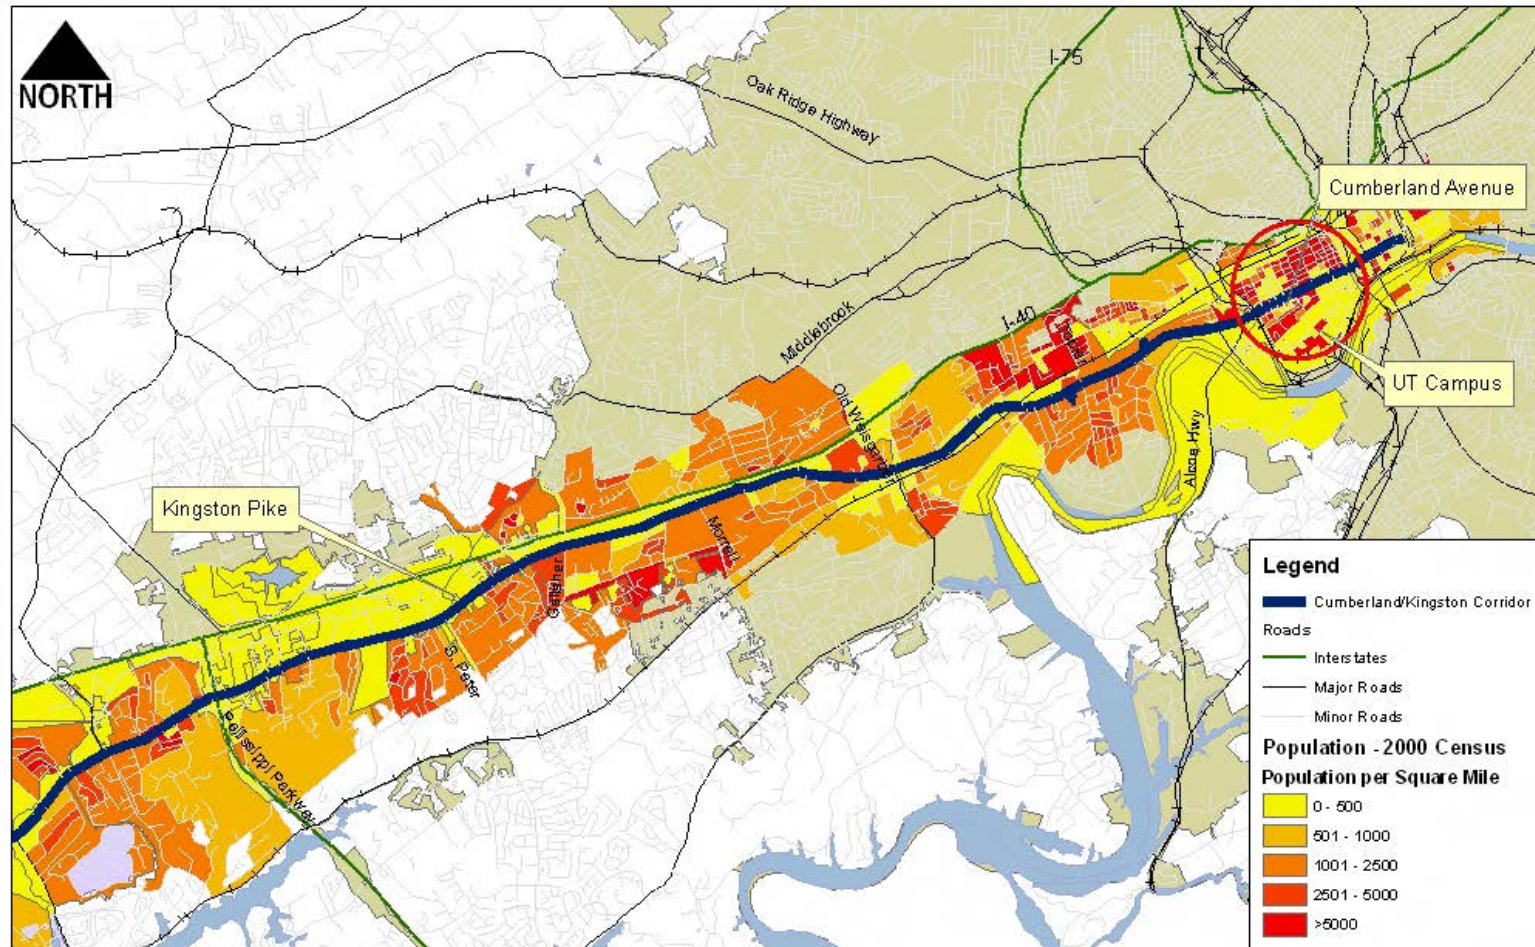 NORTH
I-75
Oak Ridge Highway
Cumberland Avenue
I-40
Middlebrook
UT Campus
Old Weisgarber
Alcoa Hwy
Kingston Pike
Morrell
Gallaher
S. Peter
Pellissippi Parkway
Legend
Cumberland/Kingston Corridor
Roads
Interstates
Major Roads
Minor Roads
Population - 2000 Census
Population per Square Mile
0 - 500
501 - 1000
1001 - 2500
2501 - 5000
>5000